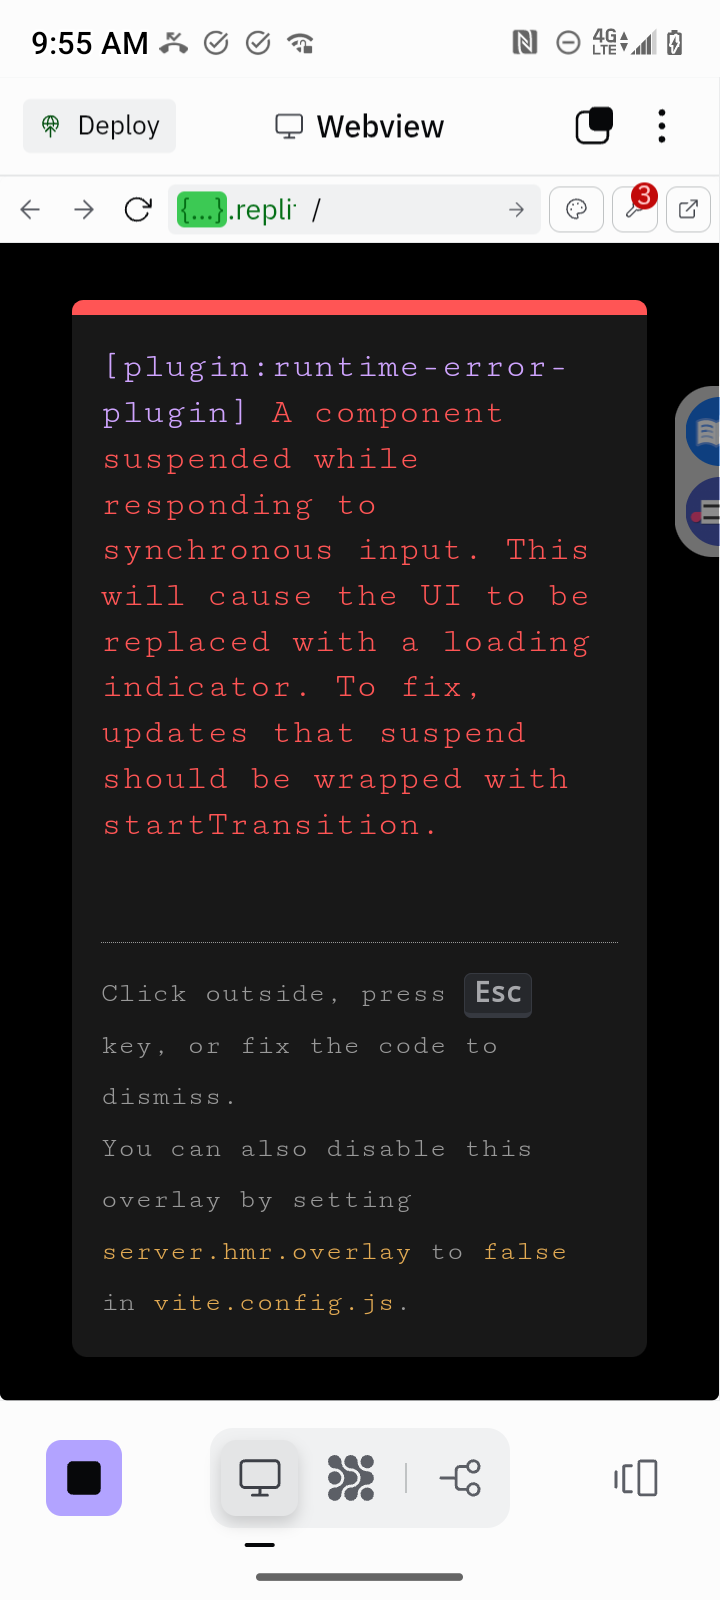 9:55 AM 4G LTE
Deploy Webview
{...}.repli /
3
[plugin:runtime-error-
plugin] A component
suspended while
responding to
synchronous input. This
will cause the UI to be
replaced with a loading
indicator. To fix,
updates that suspend
should be wrapped with
startTransition.
Click outside, press Esc
key, or fix the code to
dismiss.
You can also disable this
overlay by setting
server.hmr.overlay to false
in vite.config.js.